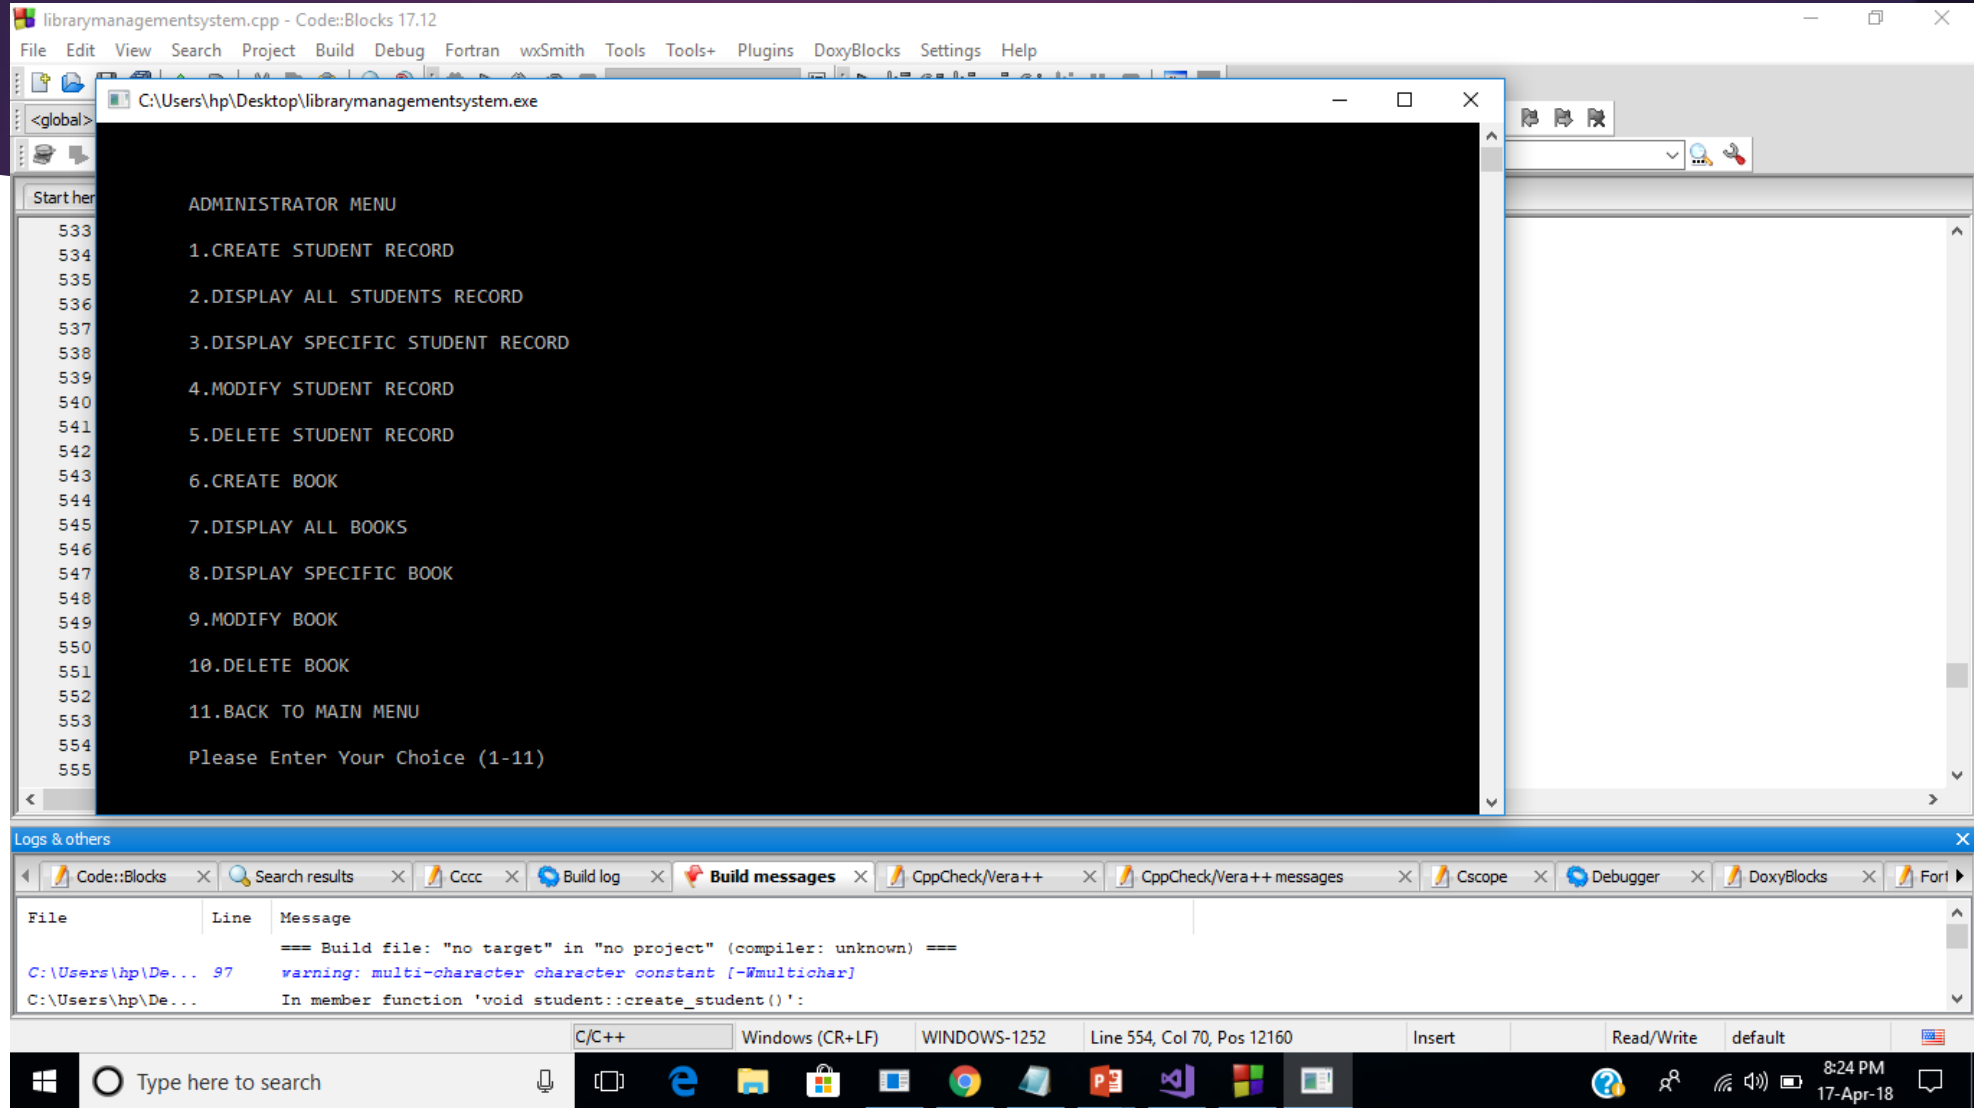 librarymanagementsystem.cpp - Code::Blocks 17.12
File Edit View Search Project Build Debug Fortran wxSmith Tools Tools+ Plugins DoxyBlocks Settings Help
C:\Users\hp\Desktop\librarymanagementsystem.exe
<global>
Start her
533
534
535
536
537
538
539
540
541
542
543
544
545
546
547
548
549
550
551
552
553
554
555
ADMINISTRATOR MENU
1.CREATE STUDENT RECORD
2.DISPLAY ALL STUDENTS RECORD
3.DISPLAY SPECIFIC STUDENT RECORD
4.MODIFY STUDENT RECORD
5.DELETE STUDENT RECORD
6.CREATE BOOK
7.DISPLAY ALL BOOKS
8.DISPLAY SPECIFIC BOOK
9.MODIFY BOOK
10.DELETE BOOK
11.BACK TO MAIN MENU
Please Enter Your Choice (1-11)
Logs & others
Code::Blocks Search results Cccc Build log Build messages CppCheck/Vera++ CppCheck/Vera++ messages Cscope Debugger DoxyBlocks Fort
File Line Message
=== Build file: "no target" in "no project" (compiler: unknown) ===
C:\Users\hp\De... 97 warning: multi-character character constant [-Wmultichar]
C:\Users\hp\De... In member function 'void student::create_student()':
C/C++ Windows (CR+LF) WINDOWS-1252 Line 554, Col 70, Pos 12160 Insert Read/Write default
Type here to search
8:24 PM
17-Apr-18